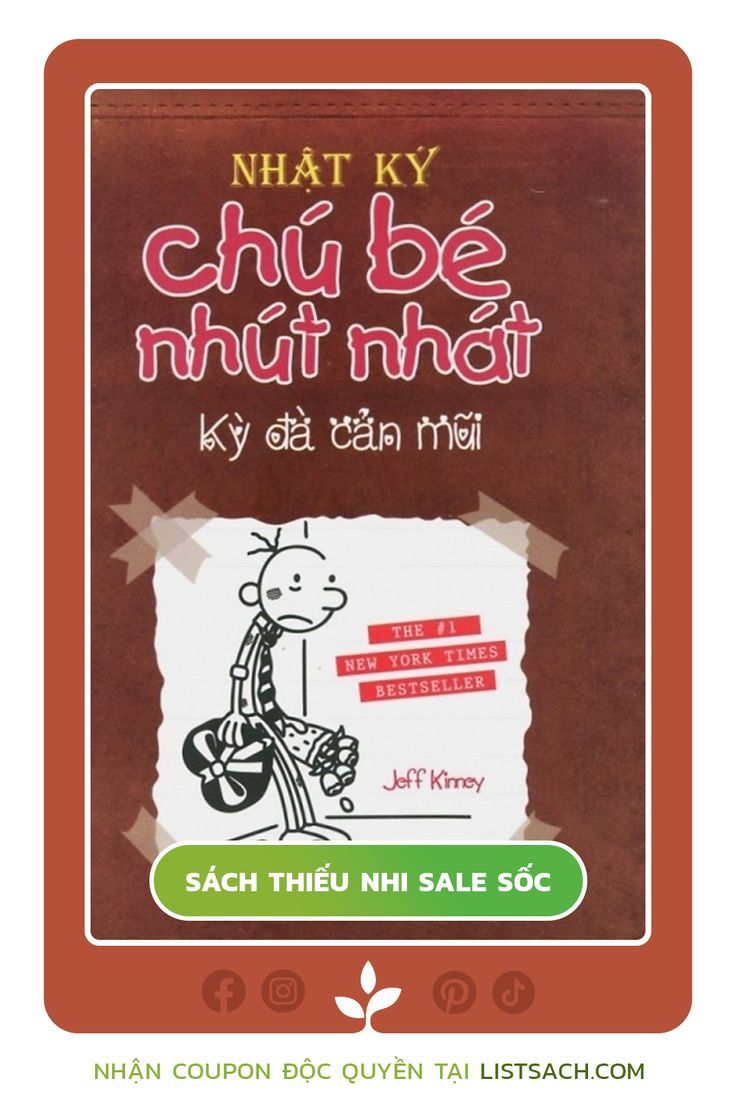 NHẬT KÝ
chú bé
nhút nhát
Kỳ đà cản mũi
THE #1
NEW YORK TIMES
BESTSELLER
Jeff Kinney
SÁCH THIẾU NHI SALE SỐC
NHẬN COUPON ĐỘC QUYỀN TẠI LISTSACH.COM